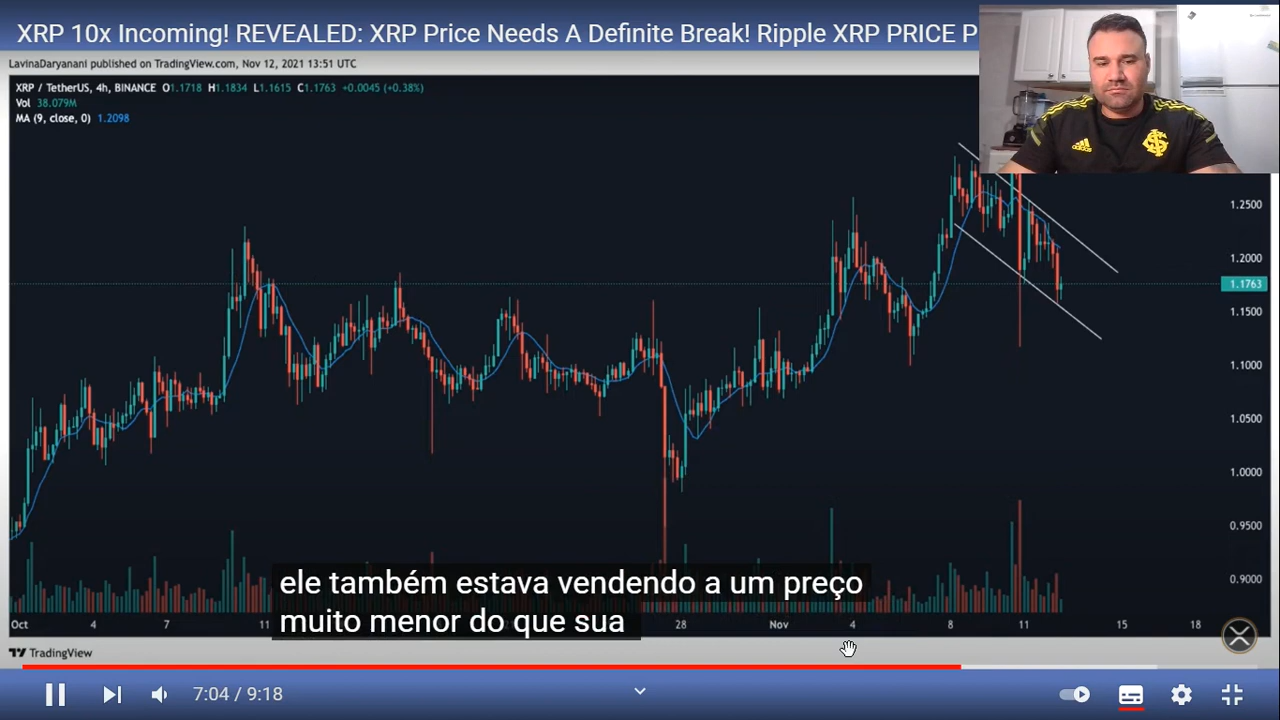 XRP 10x Incoming! REVEALED: XRP Price Needs A Definite Break! Ripple XRP PRICE P
LavinaDaryanani published on TradingView.com, Nov 12, 2021 13:51 UTC
XRP / TetherUS, 4h, BINANCE O1.1718 H1.1834 L1.1615 C1.1763 +0.0045 (+0.38%)
Vol 38.079M
MA (9, close, 0) 1.2098
adidas
1.2500
1.2000
1.1763
1.1500
1.1000
1.0500
1.0000
0.9500
0.9000
ele também estava vendendo a um preço
muito menor do que sua
Oct 4 7 11 28 Nov 4 8 11 15 18
TradingView
7:04 / 9:18